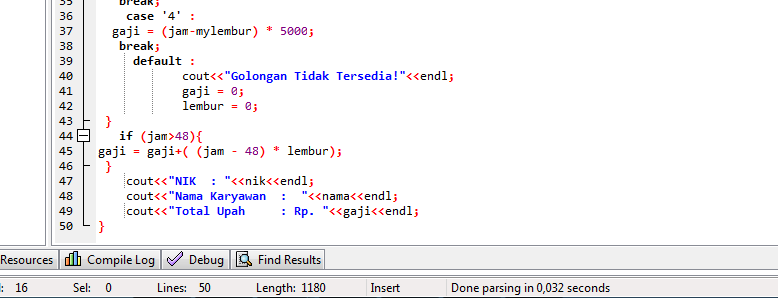 35 break;
36 case '4' :
37 gaji = (jam-mylembur) * 5000;
38 break;
39 default :
40 cout<<"Golongan Tidak Tersedia!"<<endl;
41 gaji = 0;
42 lembur = 0;
43 }
44 if (jam>48){
45 gaji = gaji+( (jam - 48) * lembur);
46 }
47 cout<<"NIK : "<<nik<<endl;
48 cout<<"Nama Karyawan : "<<nama<<endl;
49 cout<<"Total Upah : Rp. "<<gaji<<endl;
50 }
Resources Compile Log Debug Find Results
: 16 Sel: 0 Lines: 50 Length: 1180 Insert Done parsing in 0,032 seconds